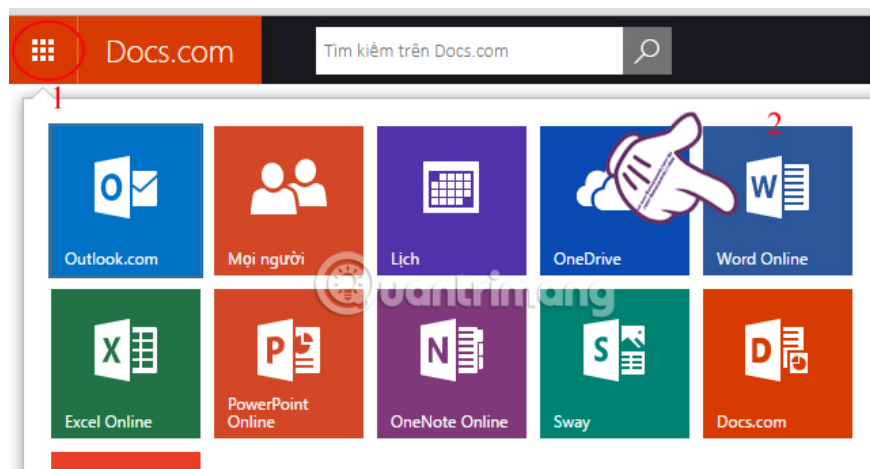 Docs.com
Tìm kiếm trên Docs.com
1
2
Outlook.com
Mọi người
Lịch
OneDrive
Word Online
Quantrimang
Excel Online
PowerPoint
Online
OneNote Online
Sway
Docs.com